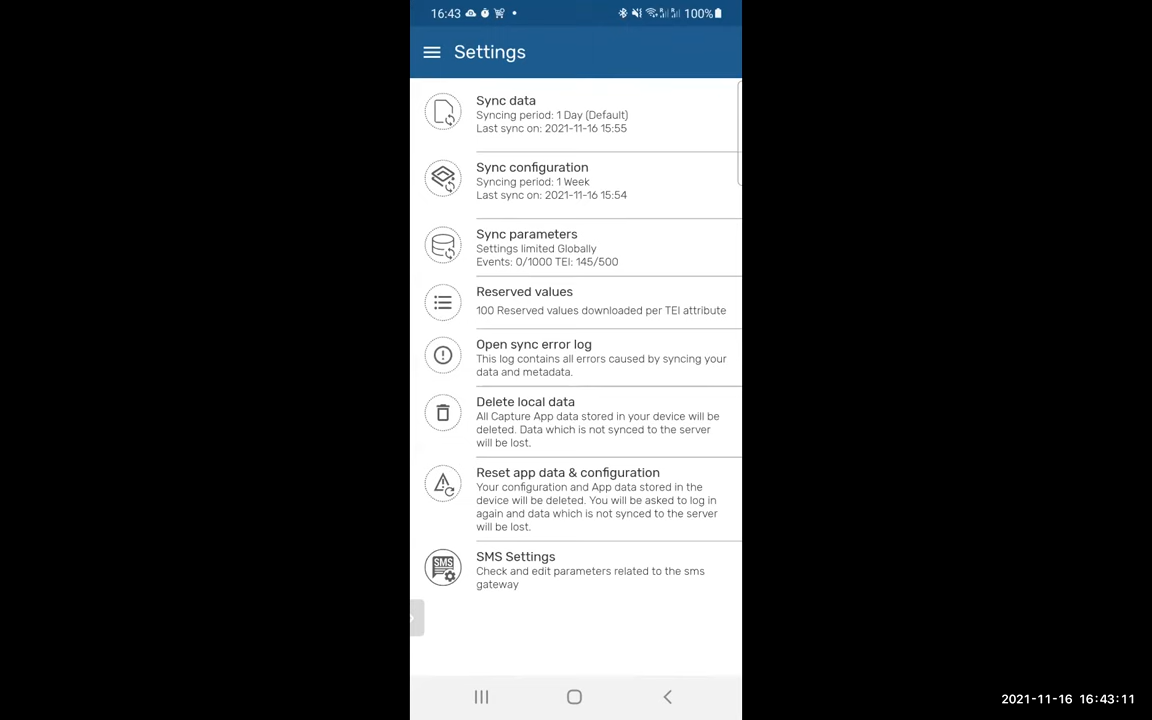 16:43
100%
Settings
Sync data
Syncing period: 1 Day (Default)
Last sync on: 2021-11-16 15:55
Sync configuration
Syncing period: 1 Week
Last sync on: 2021-11-16 15:54
Sync parameters
Settings limited Globally
Events: 0/1000 TEI: 145/500
Reserved values
100 Reserved values downloaded per TEI attribute
Open sync error log
This log contains all errors caused by syncing your
data and metadata.
Delete local data
All Capture App data stored in your device will be
deleted. Data which is not synced to the server
will be lost.
Reset app data & configuration
Your configuration and App data stored in the
device will be deleted. You will be asked to log in
again and data which is not synced to the server
will be lost.
SMS
SMS Settings
Check and edit parameters related to the sms
gateway
2021-11-16 16:43:11